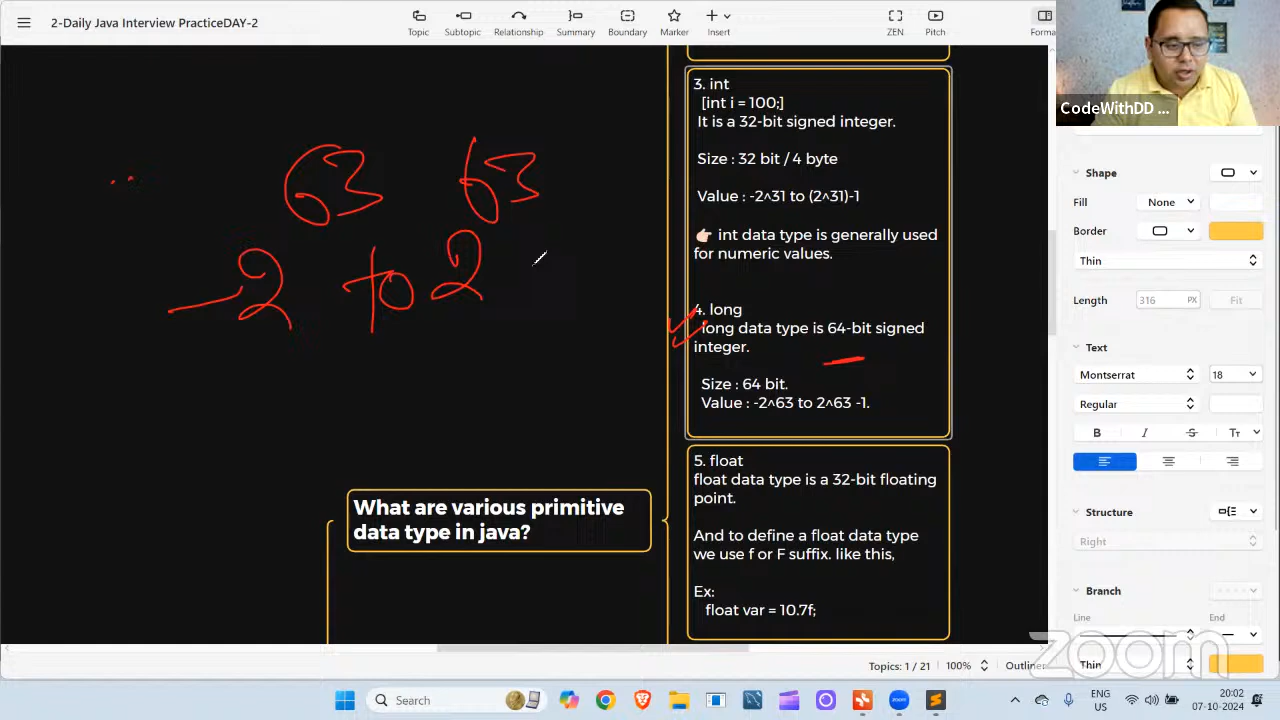 2-Daily Java Interview PracticeDAY-2
Topic
Subtopic
Relationship
Summary
Boundary
Marker
Insert
ZEN
Pitch
Forma
CodeWithDD ...
63 63
-2 to 2
What are various primitive
data type in java?
3. int
[int i = 100;]
It is a 32-bit signed integer.
Size : 32 bit / 4 byte
Value : -2^31 to (2^31)-1
👉🏻 int data type is generally used
for numeric values.
4. long
long data type is 64-bit signed
integer.
Size : 64 bit.
Value : -2^63 to 2^63 -1.
5. float
float data type is a 32-bit floating
point.
And to define a float data type
we use f or F suffix. like this,
Ex:
float var = 10.7f;
Shape
Fill
None
Border
Thin
Length
316 PX
Fit
Text
Montserrat
18
Regular
B I S Tт
Structure
Right
Branch
Line
End
Thin
zoom
Topics: 1 / 21
100%
Outliner
Search
zoom
ENG
US
20:02
07-10-2024